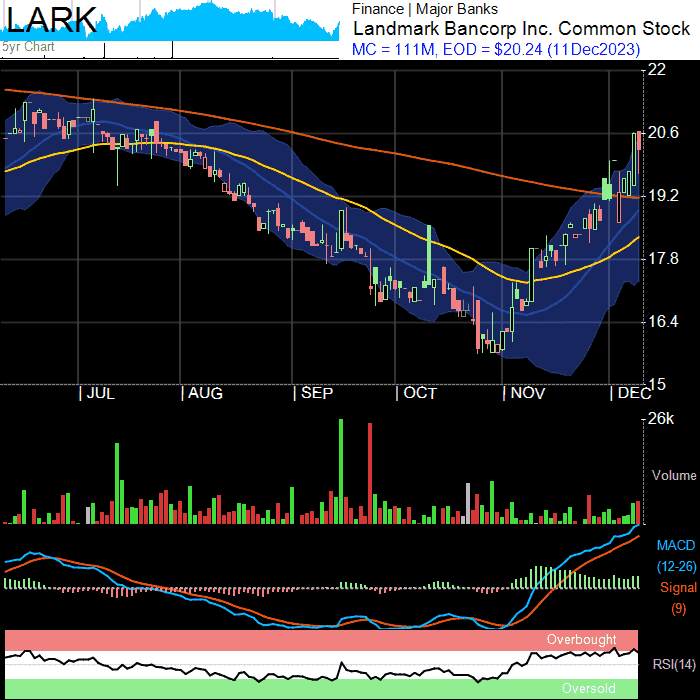 LARK
5yr Chart
Finance | Major Banks
Landmark Bancorp Inc. Common Stock
MC = 111M, EOD = $20.24 (11Dec2023)
22
20.6
19.2
17.8
16.4
15
JUL AUG SEP OCT NOV DEC
26k
Volume
MACD
(12-26)
Signal
(9)
Overbought
RSI(14)
Oversold